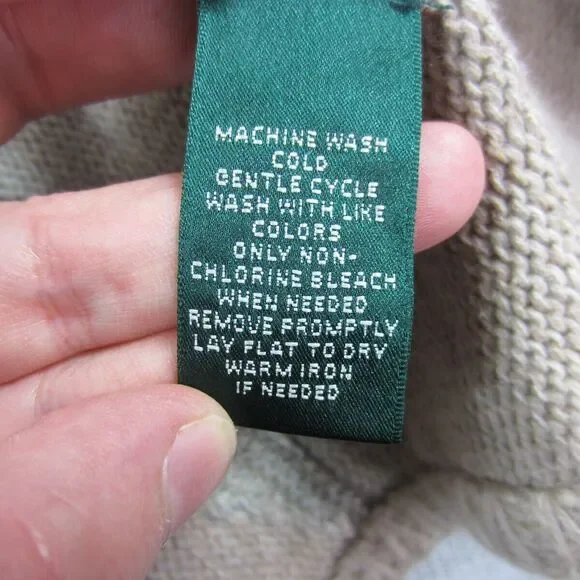 MACHINE WASH
COLD
GENTLE CYCLE
WASH WITH LIKE
COLORS
ONLY NON-
CHLORINE BLEACH
WHEN NEEDED
REMOVE PROMPTLY
LAY FLAT TO DRY
WARM IRON
IF NEEDED